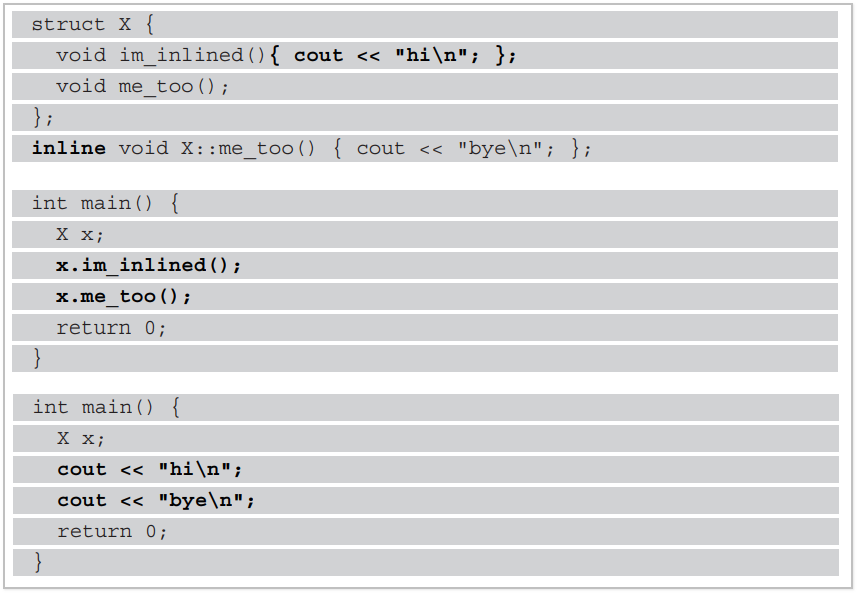 struct X {
  void im_inlined(){ cout << "hi\n"; };
  void me_too();
};
inline void X::me_too() { cout << "bye\n"; };
int main() {
  X x;
  x.im_inlined();
  x.me_too();
  return 0;
}
int main() {
  X x;
  cout << "hi\n";
  cout << "bye\n";
  return 0;
}